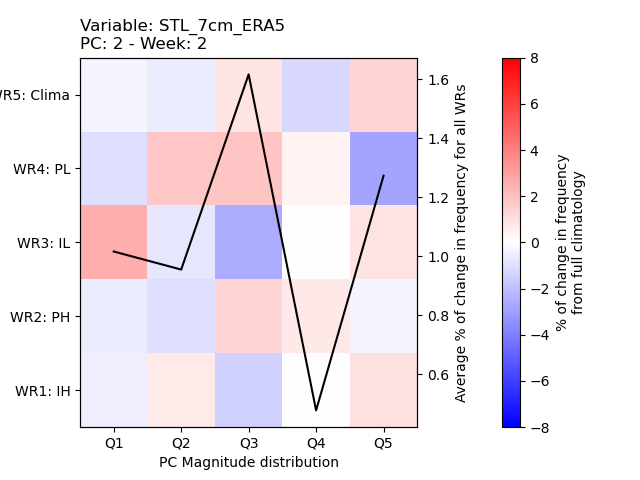 Variable: STL_7cm_ERA5
PC: 2 - Week: 2
WR5: Clima
WR4: PL
WR3: IL
WR2: PH
WR1: IH
Q1 Q2 Q3 Q4 Q5
PC Magnitude distribution
1.6
1.4
1.2
1.0
0.8
0.6
Average % of change in frequency for all WRs
8
6
4
2
0
−2
−4
−6
−8
% of change in frequency
from full climatology